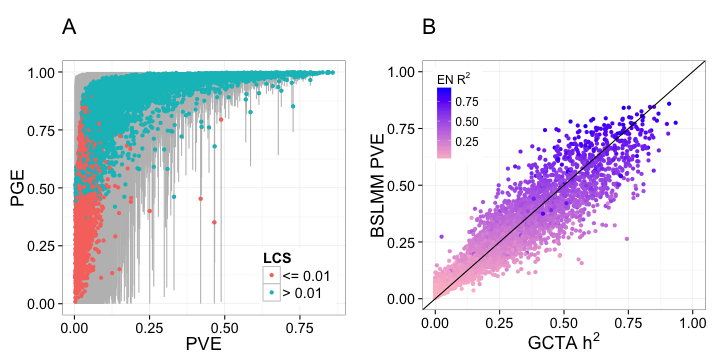 A
PGE
1.00
0.75
0.50
0.25
0.00
LCS
<= 0.01
> 0.01
0.00 0.25 0.50 0.75
PVE
B
BSLMM PVE
1.00
0.75
0.50
0.25
0.00
EN R²
0.75
0.50
0.25
0.00 0.25 0.50 0.75 1.00
GCTA h²